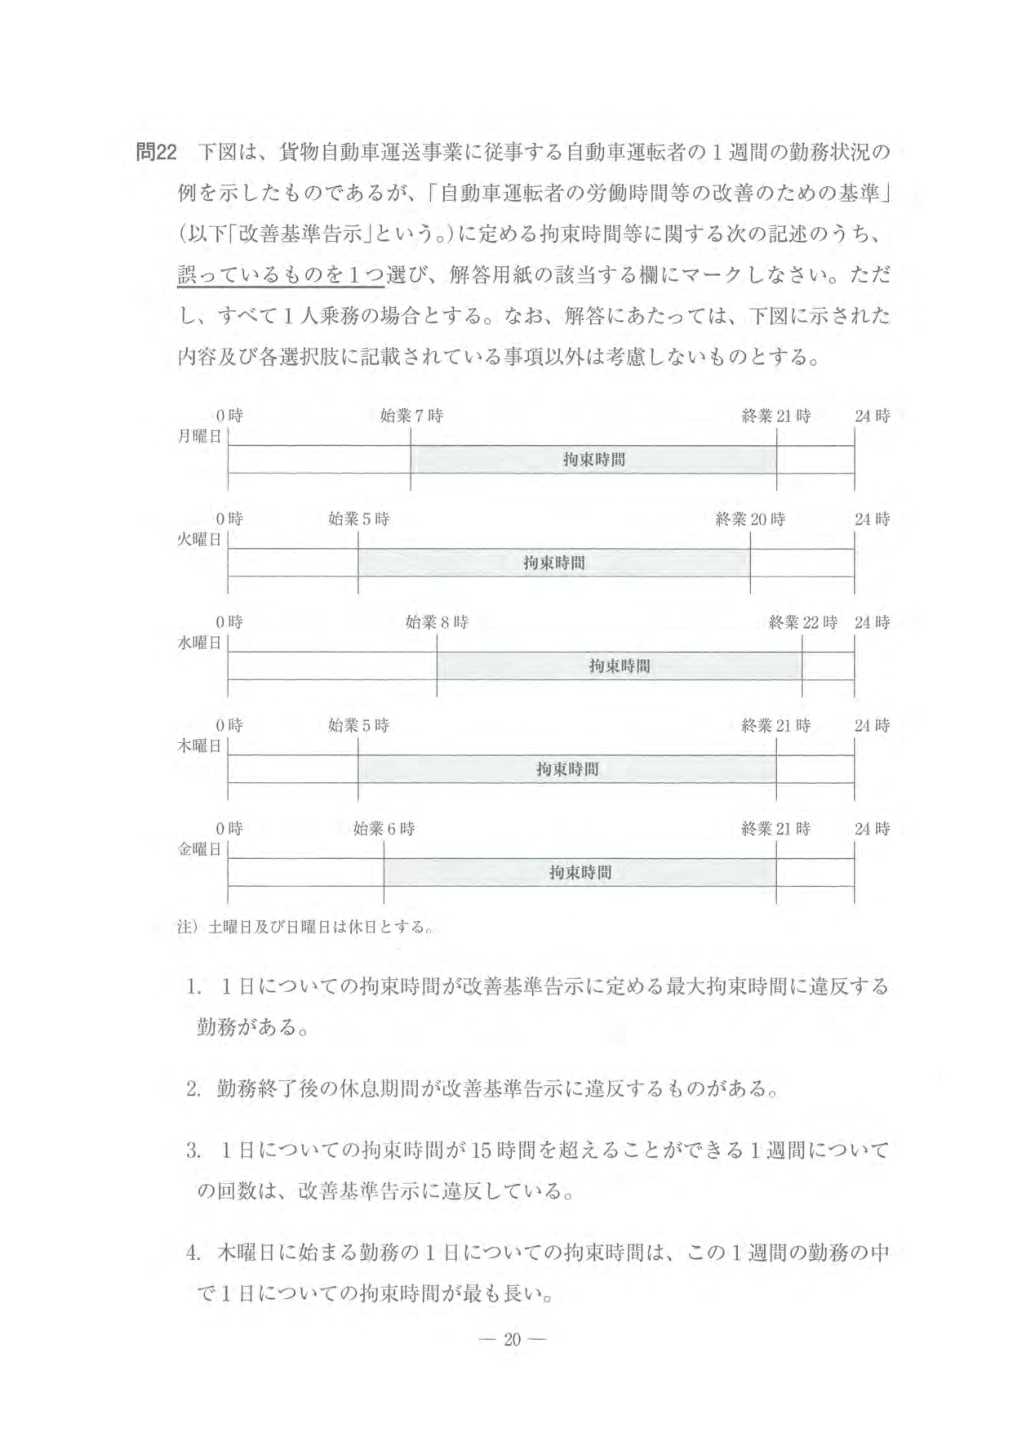 問22 下図は、貨物自動車運送事業に従事する自動車運転者の1週間の勤務状況の
例を示したものであるが、「自動車運転者の労働時間等の改善のための基準」
(以下「改善基準告示」という。)に定める拘束時間等に関する次の記述のうち、
誤っているものを1つ選び、解答用紙の該当する欄にマークしなさい。ただ
し、すべて1人乗務の場合とする。なお、解答にあたっては、下図に示された
内容及び各選択肢に記載されている事項以外は考慮しないものとする。
0時 始業7時 終業21時 24時
月曜日
拘束時間
0時 始業5時 終業20時 24時
火曜日
拘束時間
0時 始業8時 終業22時 24時
水曜日
拘束時間
0時 始業5時 終業21時 24時
木曜日
拘束時間
0時 始業6時 終業21時 24時
金曜日
拘束時間
注) 土曜日及び日曜日は休日とする。
1. 1日についての拘束時間が改善基準告示に定める最大拘束時間に違反する
勤務がある。
2. 勤務終了後の休息期間が改善基準告示に違反するものがある。
3. 1日についての拘束時間が15時間を超えることができる1週間について
の回数は、改善基準告示に違反している。
4. 木曜日に始まる勤務の1日についての拘束時間は、この1週間の勤務の中
で1日についての拘束時間が最も長い。
— 20 —